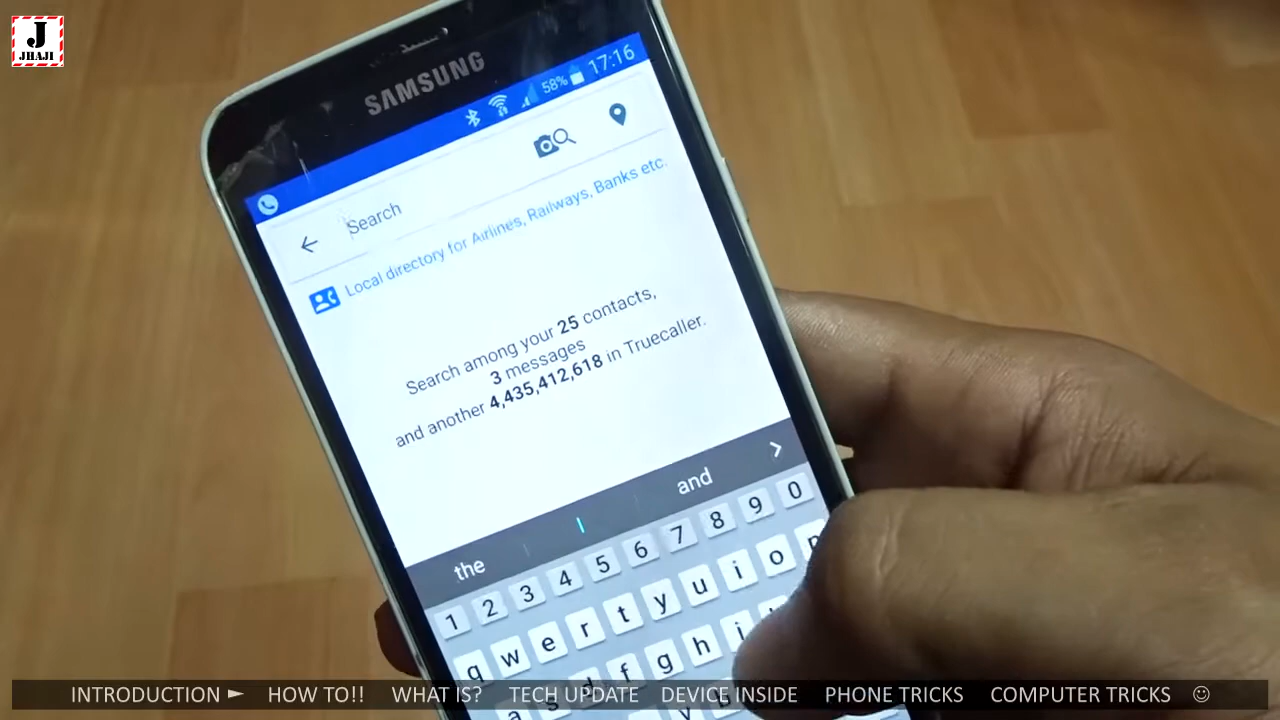 J
JHAJI
SAMSUNG
58% 17:16
Search
Local directory for Airlines, Railways, Banks etc.
Search among your 25 contacts,
3 messages
and another 4,435,412,618 in Truecaller.
the I and
1 2 3 4 5 6 7 8 9 0
q w e r t y u i o p
a s d f g h j
v b
INTRODUCTION HOW TO!! WHAT IS? TECH UPDATE DEVICE INSIDE PHONE TRICKS COMPUTER TRICKS